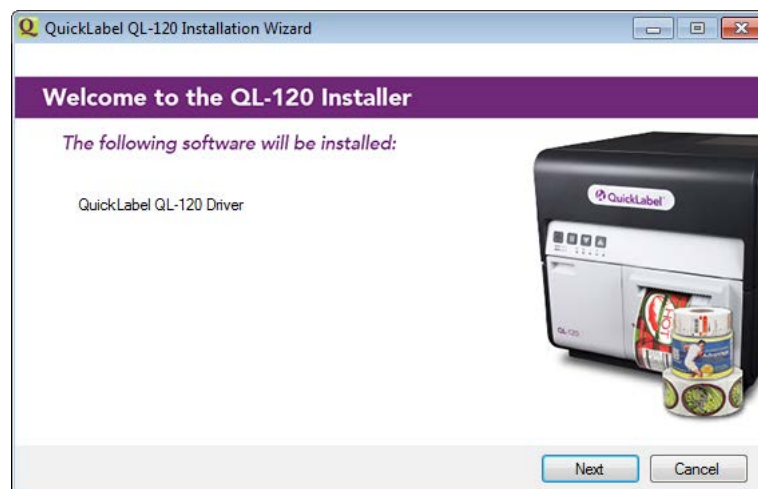 QuickLabel QL-120 Installation Wizard
Welcome to the QL-120 Installer
The following software will be installed:
QuickLabel QL-120 Driver
QuickLabel
QL-120
HOT
Next
Cancel